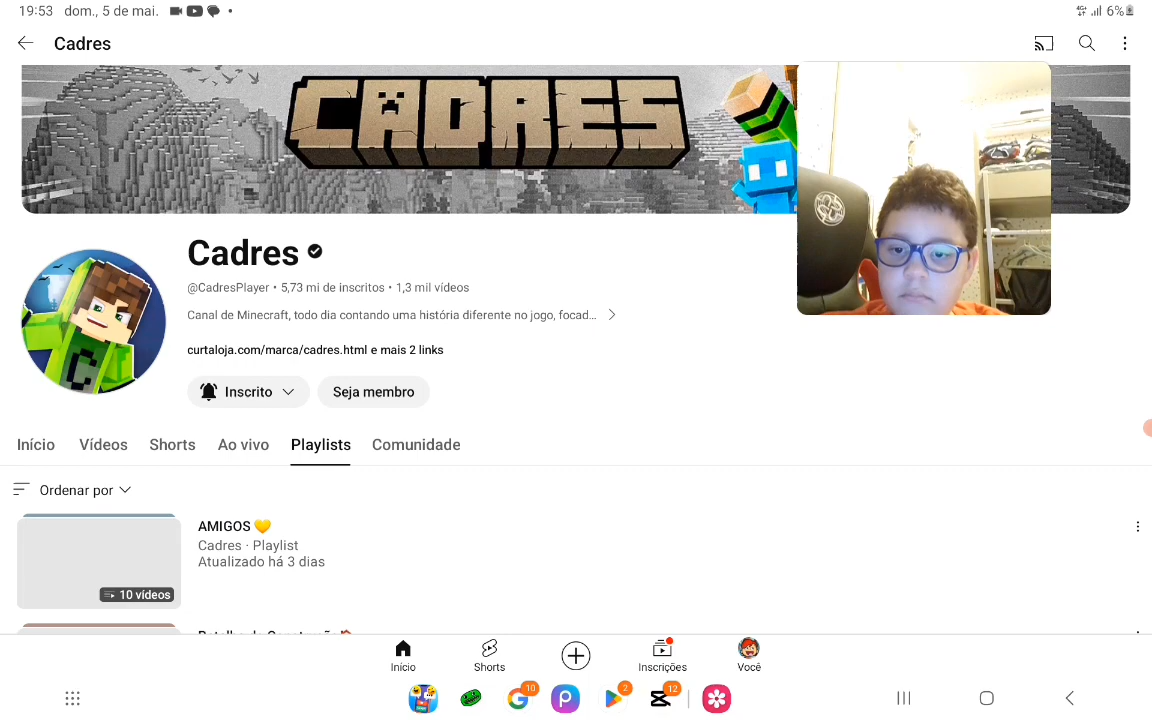 19:53 dom., 5 de mai.
6%
Cadres
CADRES
Cadres
@CadresPlayer • 5,73 mi de inscritos • 1,3 mil vídeos
Canal de Minecraft, todo dia contando uma história diferente no jogo, focad...
curtaloja.com/marca/cadres.html e mais 2 links
Inscrito
Seja membro
Início Vídeos Shorts Ao vivo Playlists Comunidade
Ordenar por
AMIGOS 💛
Cadres · Playlist
Atualizado há 3 dias
10 vídeos
Início Shorts Inscrições Você
10 2 12